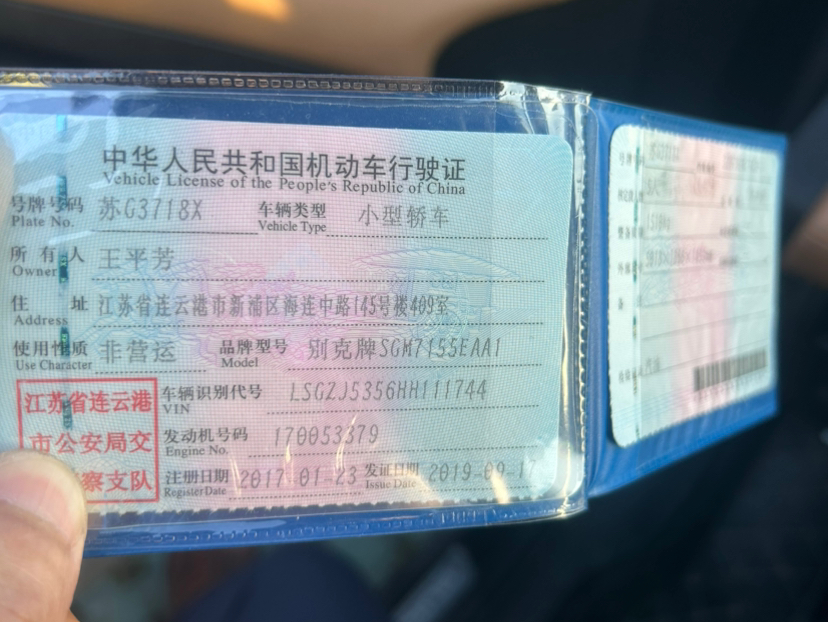 中华人民共和国机动车行驶证
Vehicle License of the People's Republic of China
号牌号码 苏G3718X 车辆类型 小型轿车
Plate No. Vehicle Type
所有人 王平芳
Owner
住址 江苏省连云港市新浦区海连中路145号楼409室
Address
使用性质 非营运 品牌型号 别克牌SGM7155EAA1
Use Character Model
车辆识别代号 LSGZJ5356HH111744
VIN
发动机号码 170053379
Engine No.
注册日期 2017-01-23 发证日期 2019-09-17
Register Date Issue Date
江苏省连云港
市公安局交
察支队